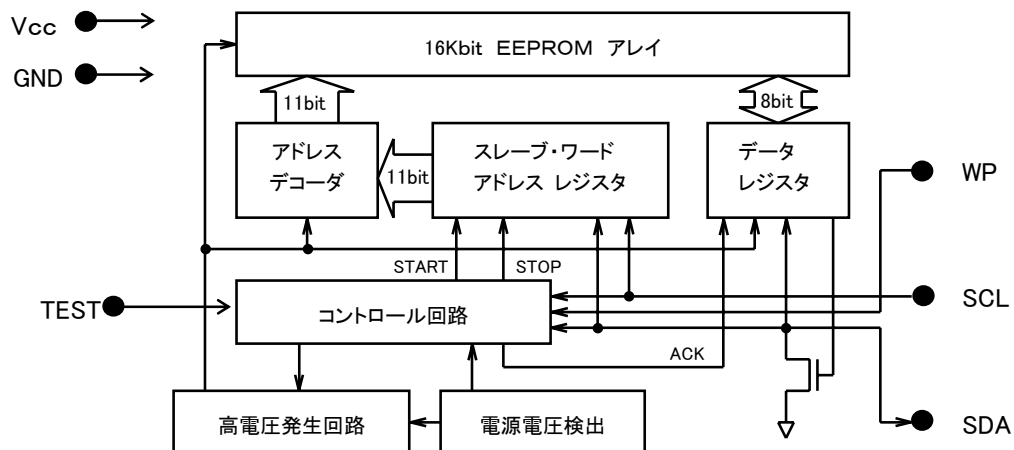 Vcc
16Kbit EEPROM アレイ
GND
11bit
8bit
アドレス
デコーダ
11bit
スレーブ・ワード
アドレス レジスタ
データ
レジスタ
WP
START
STOP
TEST
コントロール回路
SCL
ACK
高電圧発生回路
電源電圧検出
SDA